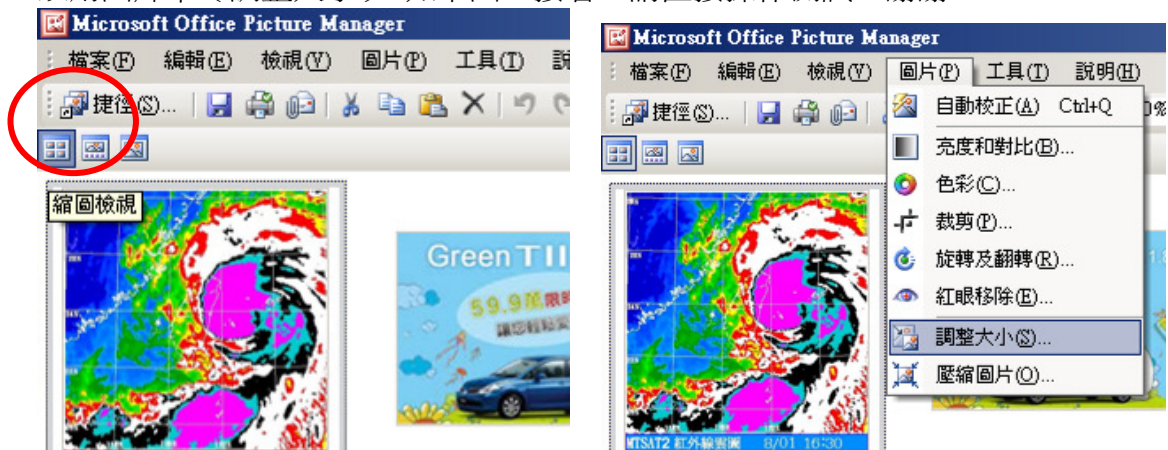 Microsoft Office Picture Manager
檔案(F) 編輯(E) 檢視(V) 圖片(P) 工具(T)
捷徑(S)...
縮圖檢視
Green TII
59.9萬限時
Microsoft Office Picture Manager
檔案(F) 編輯(E) 檢視(V) 圖片(P) 工具(T) 說明(H)
捷徑(S)...
自動校正(A) Ctrl+Q
亮度和對比(B)...
色彩(C)...
裁剪(P)...
旋轉及翻轉(R)...
紅眼移除(E)...
調整大小(S)...
壓縮圖片(O)...
MTSAT2 紅外線雲圖 8/01 16:30